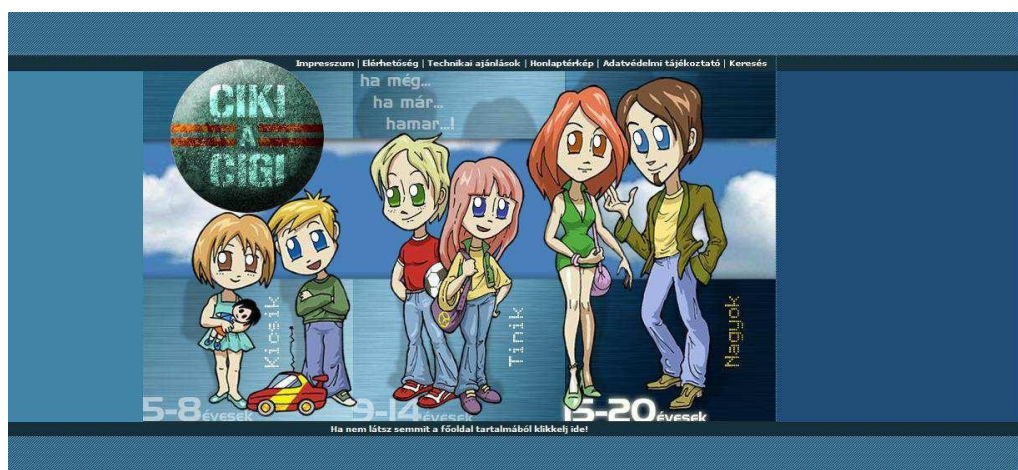 Impresszum | Elérhetőség | Technikai ajánlások | Honlaptérkép | Adatvédelmi tájékoztató | Keresés
CIKI
A
CIGI
ha még...
ha már...
hamar...!
Kicsik
Tinik
Nagyok
5-8 évesek
9-14 évesek
15-20 évesek
Ha nem látsz semmit a főoldal tartalmából klikkelj ide!